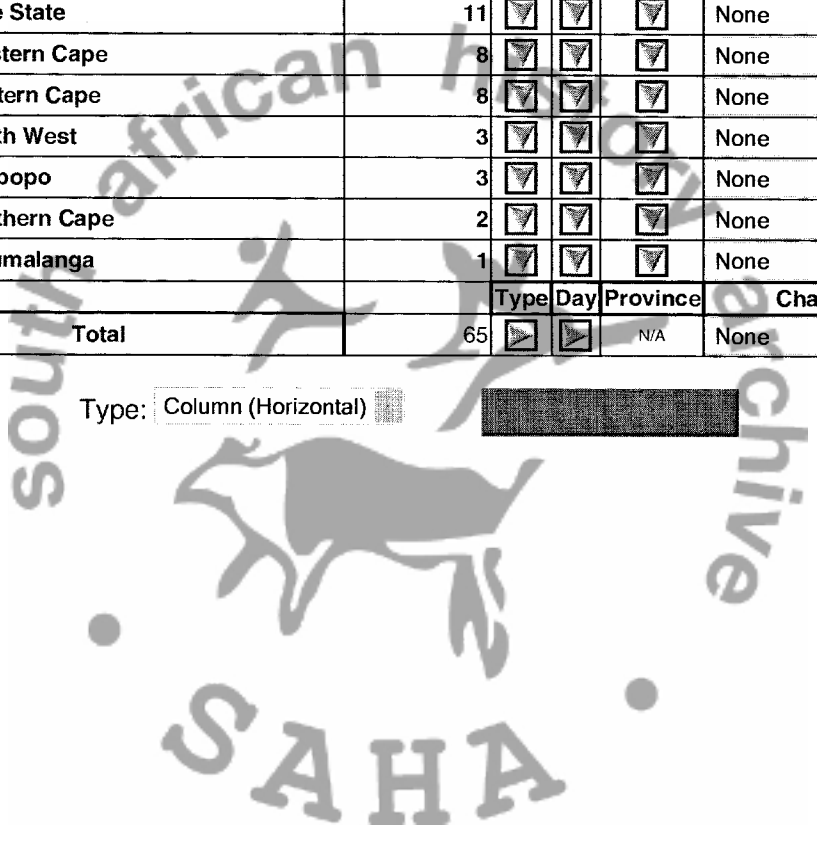 e State 11 None
stern Cape 8 None
tern Cape 8 None
th West 3 None
popo 3 None
thern Cape 2 None
umalanga 1 None
Type Day Province Cha
Total 65 N/A None
Type: Column (Horizontal)
south african history archive
SAHA